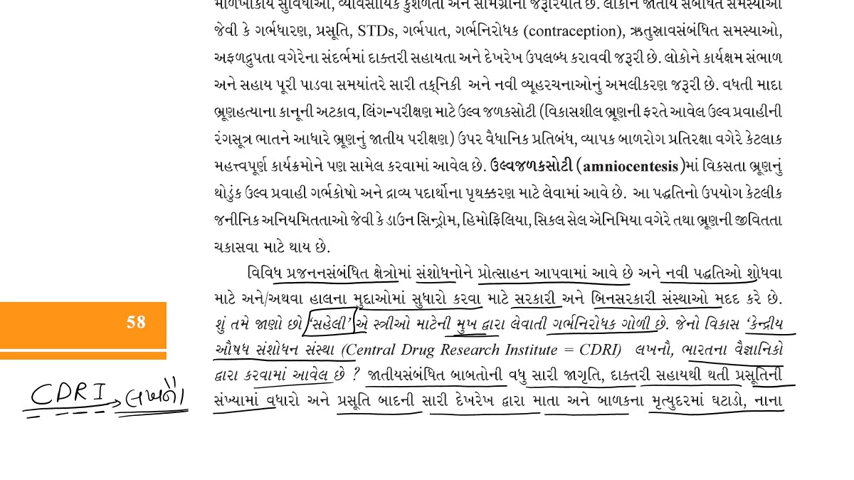 માળખાકીય સુવિધાઓ, વ્યાવસાયિક કુશળતા અને સામગ્રીની જરૂરિયાત છે. લોકોને જાતીય સંબંધિત સમસ્યાઓ
જેવી કે ગર્ભધારણ, પ્રસૂતિ, STDs, ગર્ભપાત, ગર્ભનિરોધક (contraception), ઋતુસ્રાવસંબંધિત સમસ્યાઓ,
અફળદ્રુપતા વગેરેના સંદર્ભમાં દાક્તરી સહાયતા અને દેખરેખ ઉપલબ્ધ કરાવવી જરૂરી છે. લોકોને કાર્યક્ષમ સંભાળ
અને સહાય પૂરી પાડવા સમયાંતરે સારી તક્નિકી અને નવી વ્યૂહરચનાઓનું અમલીકરણ જરૂરી છે. વધતી માદા
ભ્રૂણહત્યાના કાનૂની અટકાવ, લિંગ-પરીક્ષણ માટે ઉલ્વ જળકસોટી (વિકાસશીલ ભ્રૂણની ફરતે આવેલ ઉલ્વ પ્રવાહીની
રંગસૂત્ર ભાતને આધારે ભ્રૂણનું જાતીય પરીક્ષણ) ઉપર વૈધાનિક પ્રતિબંધ, વ્યાપક બાળરોગ પ્રતિરક્ષા વગેરે કેટલાક
મહત્ત્વપૂર્ણ કાર્યક્રમોને પણ સામેલ કરવામાં આવેલ છે. ઉલ્વજળકસોટી (amniocentesis)માં વિકસતા ભ્રૂણનું
થોડુંક ઉલ્વ પ્રવાહી ગર્ભકોષો અને દ્રાવ્ય પદાર્થોના પૃથક્કરણ માટે લેવામાં આવે છે. આ પદ્ધતિનો ઉપયોગ કેટલીક
જનીનિક અનિયમિતતાઓ જેવી કે ડાઉન સિન્ડ્રોમ, હિમોફિલિયા, સિકલ સેલ ઍનિમિયા વગેરે તથા ભ્રૂણની જીવિતતા
ચકાસવા માટે થાય છે.
વિવિધ પ્રજનનસંબંધિત ક્ષેત્રોમાં સંશોધનોને પ્રોત્સાહન આપવામાં આવે છે અને નવી પદ્ધતિઓ શોધવા
માટે અને/અથવા હાલના મુદ્દાઓમાં સુધારો કરવા માટે સરકારી અને બિનસરકારી સંસ્થાઓ મદદ કરે છે.
58
શું તમે જાણો છો ‘સહેલી’ એ સ્ત્રીઓ માટેની મુખ દ્વારા લેવાતી ગર્ભનિરોધક ગોળી છે. જેનો વિકાસ ‘કેન્દ્રીય
ઔષધ સંશોધન સંસ્થા (Central Drug Research Institute = CDRI) લખનૌ, ભારતના વૈજ્ઞાનિકો
દ્વારા કરવામાં આવેલ છે ? જાતીયસંબંધિત બાબતોની વધુ સારી જાગૃતિ, દાક્તરી સહાયથી થતી પ્રસૂતિની
સંખ્યામાં વધારો અને પ્રસૂતિ બાદની સારી દેખરેખ દ્વારા માતા અને બાળકના મૃત્યુદરમાં ઘટાડો, નાના
CDRI → લખનૌ